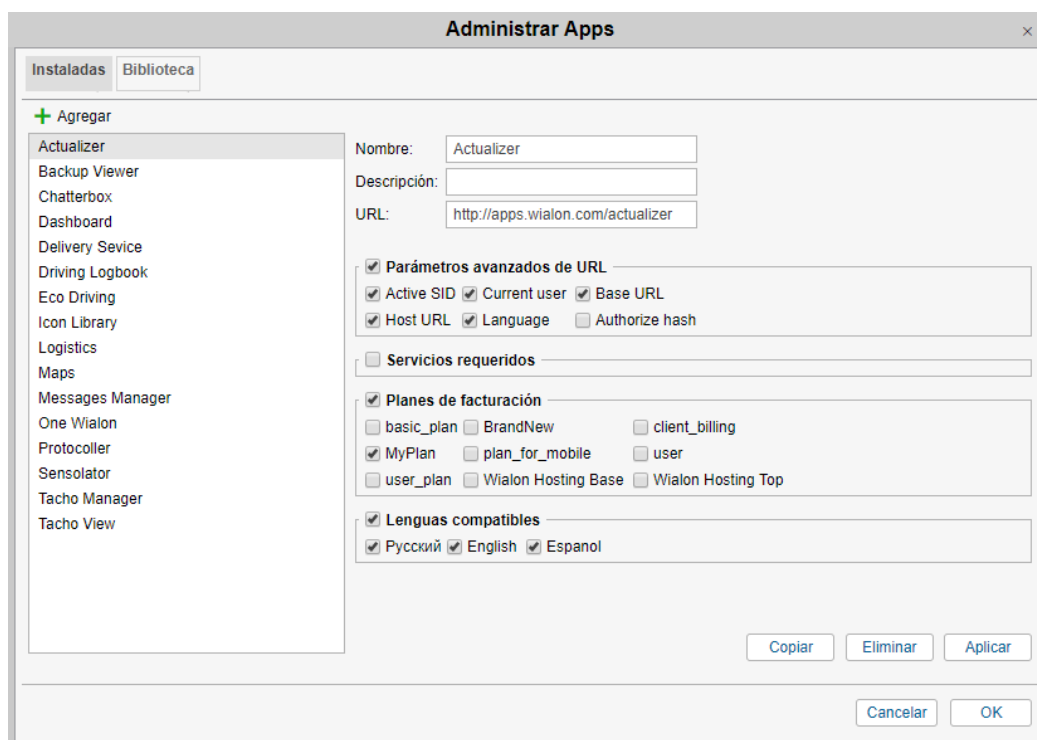 Administrar Apps
×
Instaladas Biblioteca
Agregar
Actualizer
Backup Viewer
Chatterbox
Dashboard
Delivery Sevice
Driving Logbook
Eco Driving
Icon Library
Logistics
Maps
Messages Manager
One Wialon
Protocoller
Sensolator
Tacho Manager
Tacho View
Nombre: Actualizer
Descripción:
URL: http://apps.wialon.com/actualizer
Parámetros avanzados de URL
Active SID Current user Base URL
Host URL Language Authorize hash
Servicios requeridos
Planes de facturación
basic_plan BrandNew client_billing
MyPlan plan_for_mobile user
user_plan Wialon Hosting Base Wialon Hosting Top
Lenguas compatibles
Русский English Espanol
Copiar Eliminar Aplicar
Cancelar OK